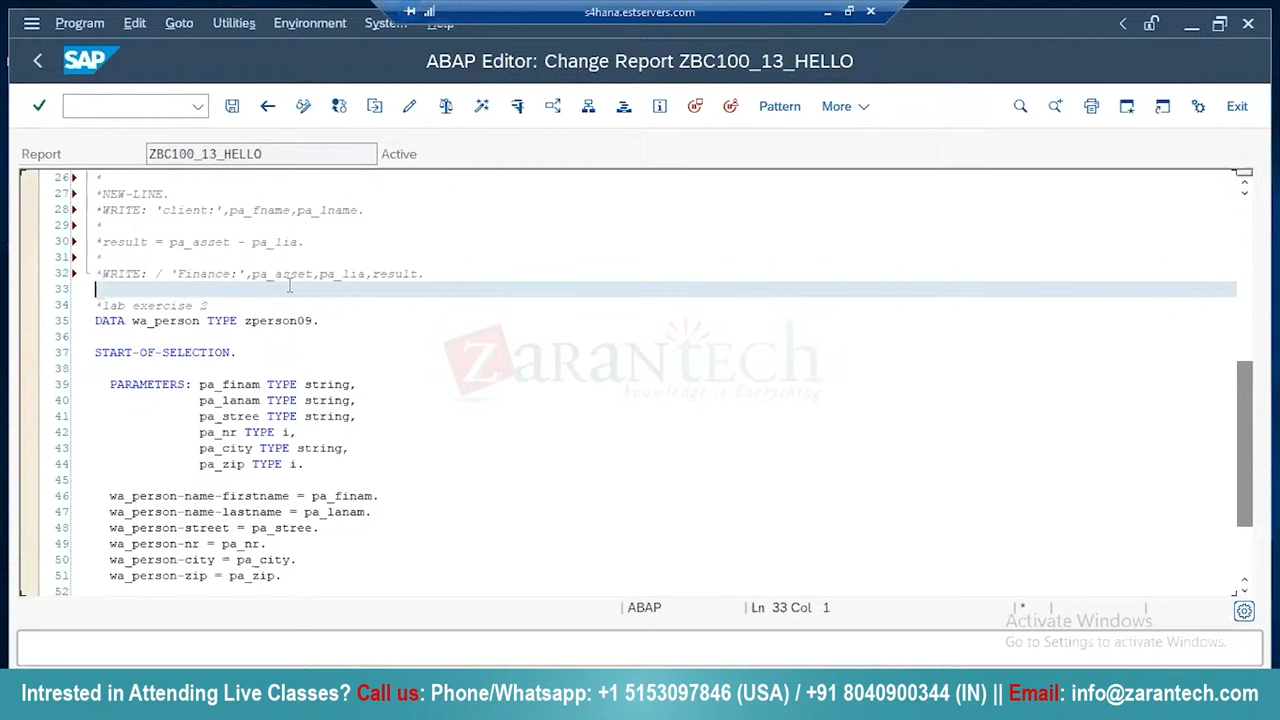 s4hana.estservers.com
Program Edit Goto Utilities Environment System Help
SAP
ABAP Editor: Change Report ZBC100_13_HELLO
Pattern More Exit
Report ZBC100_13_HELLO Active
26 *
27 *NEW-LINE.
28 *WRITE: 'client:',pa_fname,pa_lname.
29 *
30 *result = pa_asset - pa_lia.
31 *
32 *WRITE: / 'Finance:',pa_asset,pa_lia,result.
33
34 *lab exercise 2
35 DATA wa_person TYPE zperson09.
36
37 START-OF-SELECTION.
38
39 PARAMETERS: pa_finam TYPE string,
40 pa_lanam TYPE string,
41 pa_stree TYPE string,
42 pa_nr TYPE i,
43 pa_city TYPE string,
44 pa_zip TYPE i.
45
46 wa_person-name-firstname = pa_finam.
47 wa_person-name-lastname = pa_lanam.
48 wa_person-street = pa_stree.
49 wa_person-nr = pa_nr.
50 wa_person-city = pa_city.
51 wa_person-zip = pa_zip.
52
zarantech
knowledge is Everything
ABAP Ln 33 Col 1 *
Activate Windows
Go to Settings to activate Windows.
Intrested in Attending Live Classes? Call us: Phone/Whatsapp: +1 5153097846 (USA) / +91 8040900344 (IN) || Email: info@zarantech.com